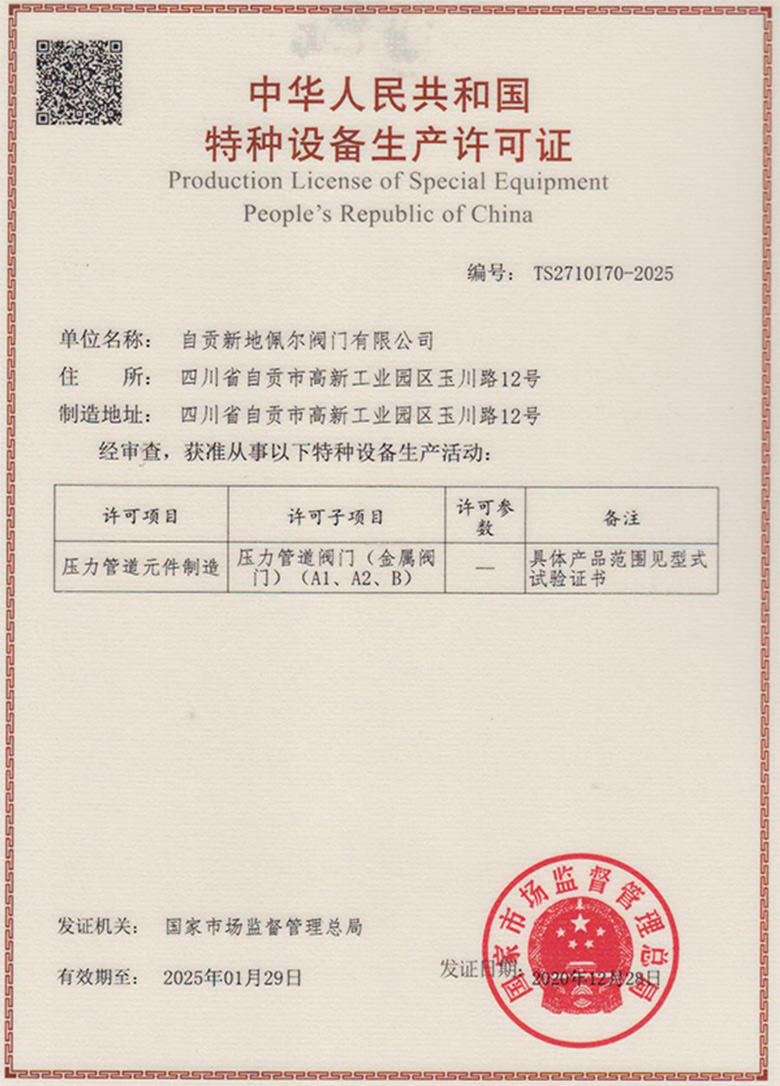 中华人民共和国
特种设备生产许可证
Production License of Special Equipment
People's Republic of China
编号： TS2710I70-2025
单位名称： 自贡新地佩尔阀门有限公司
住 所： 四川省自贡市高新工业园区玉川路12号
制造地址： 四川省自贡市高新工业园区玉川路12号
经审查，获准从事以下特种设备生产活动：
许可项目 许可子项目 许可参数 备注
压力管道元件制造 压力管道阀门（金属阀门）（A1、A2、B） — 具体产品范围见型式试验证书
国家市场监督管理总局
发证机关： 国家市场监督管理总局
发证日期： 2020年12月28日
有效期至： 2025年01月29日